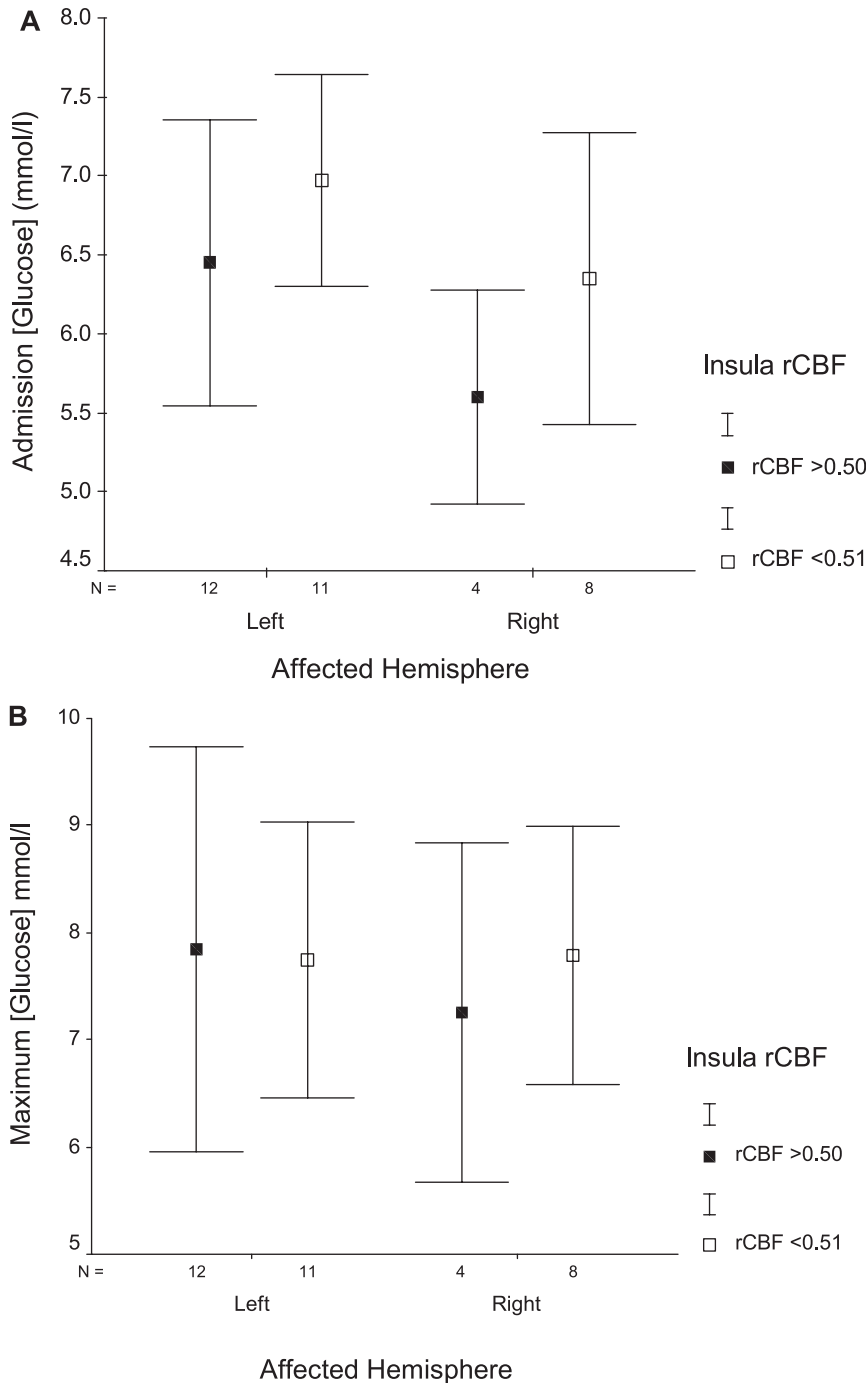 A
Admission [Glucose] (mmol/l)
8.0
7.5
7.0
6.5
6.0
5.5
5.0
4.5
N = 12 11 4 8
Left Right
Affected Hemisphere
Insula rCBF
rCBF >0.50
rCBF <0.51
B
Maximum [Glucose] mmol/l
10
9
8
7
6
5
N = 12 11 4 8
Left Right
Affected Hemisphere
Insula rCBF
rCBF >0.50
rCBF <0.51